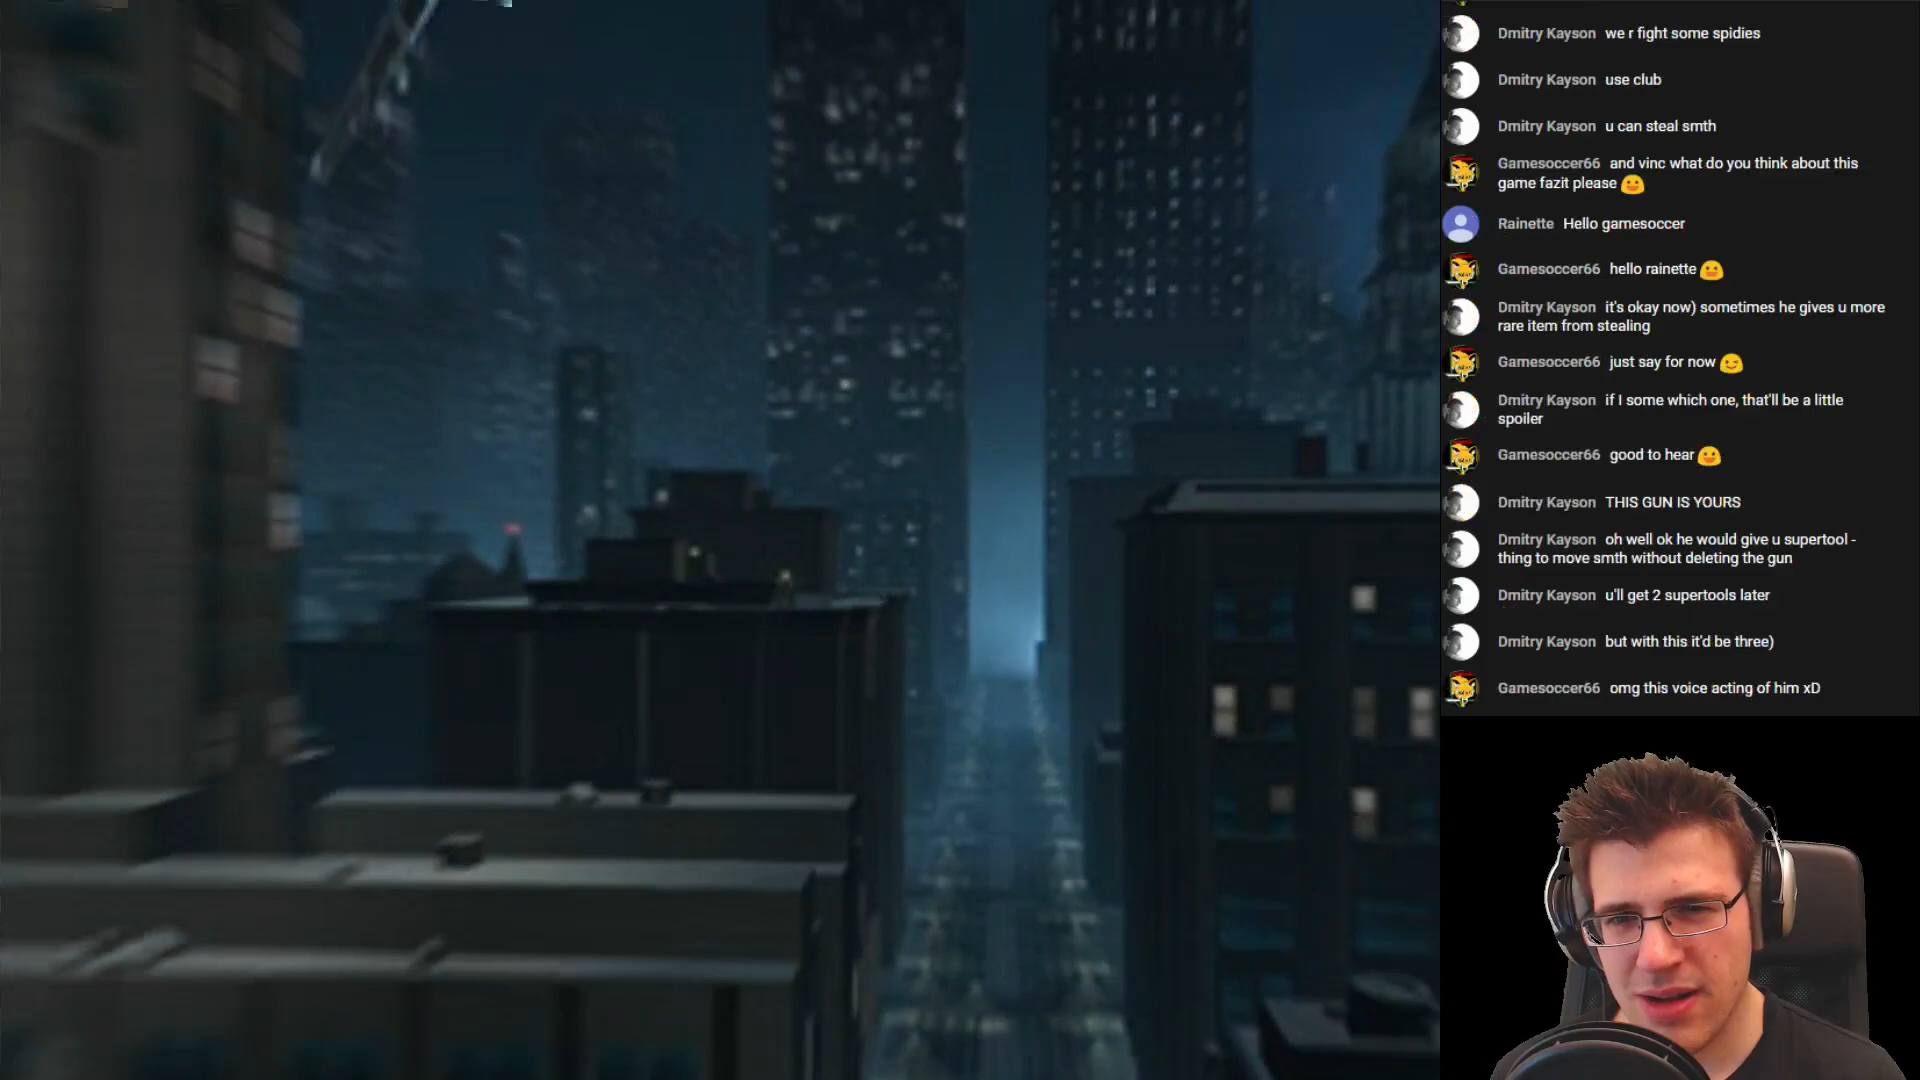 Dmitry Kayson we r fight some spidies
Dmitry Kayson use club
Dmitry Kayson u can steal smth
Gamesoccer66 and vinc what do you think about this
game fazit please
Rainette Hello gamesoccer
Gamesoccer66 hello rainette
Dmitry Kayson it's okay now) sometimes he gives u more
rare item from stealing
Gamesoccer66 just say for now
Dmitry Kayson if I some which one, that'll be a little
spoiler
Gamesoccer66 good to hear
Dmitry Kayson THIS GUN IS YOURS
Dmitry Kayson oh well ok he would give u supertool -
thing to move smth without deleting the gun
Dmitry Kayson u'll get 2 supertools later
Dmitry Kayson but with this it'd be three)
Gamesoccer66 omg this voice acting of him xD